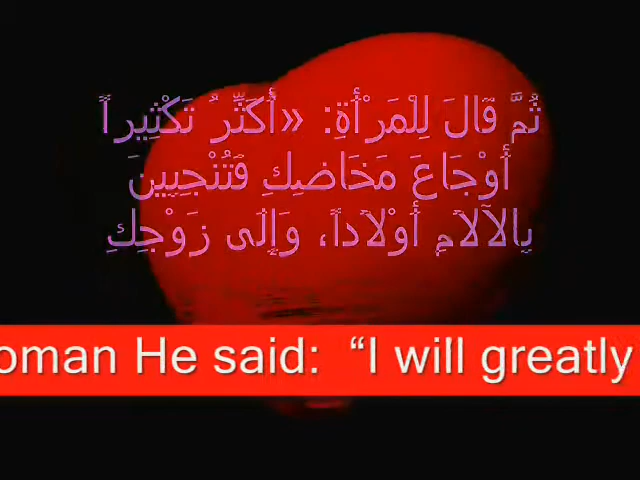 ثُمَّ قَالَ لِلْمَرْأَةِ: «أُكَثِّرُ تَكْثِيراً
أَوْجَاعَ مَخَاضِكِ فَتُنْجِبِينَ
بِالآلاَمِ أَوْلاَداً، وَإِلَى زَوْجِكِ
oman He said: “I will greatly